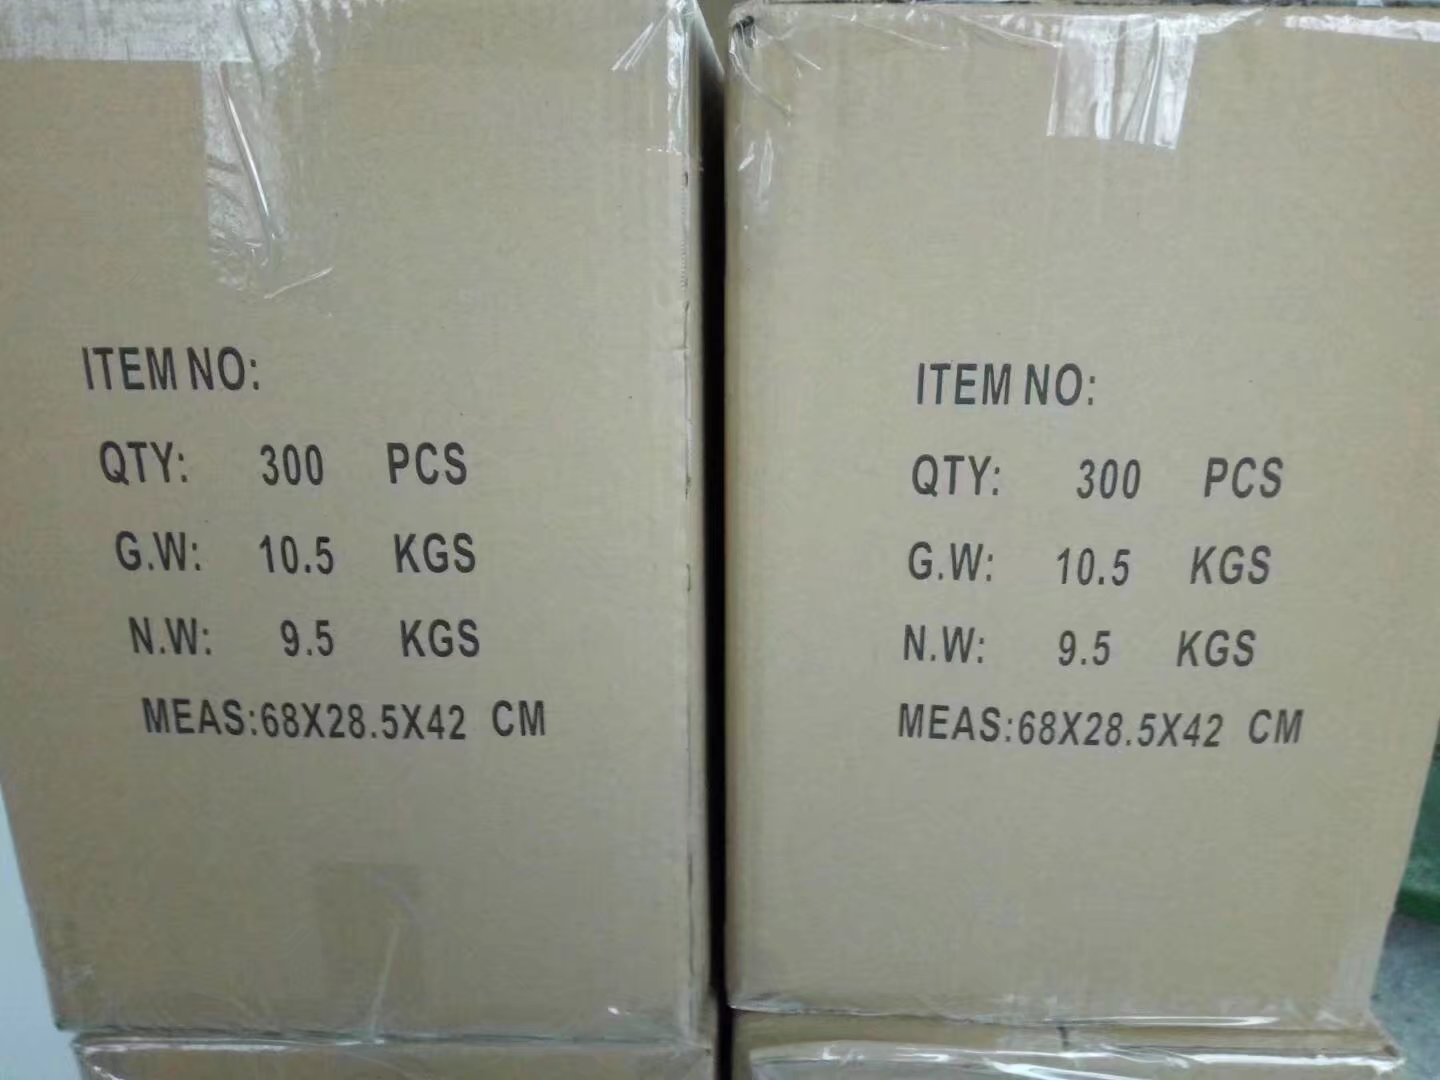 ITEM NO:
QTY: 300 PCS
G.W: 10.5 KGS
N.W: 9.5 KGS
MEAS:68X28.5X42 CM
ITEM NO:
QTY: 300 PCS
G.W: 10.5 KGS
N.W: 9.5 KGS
MEAS:68X28.5X42 CM